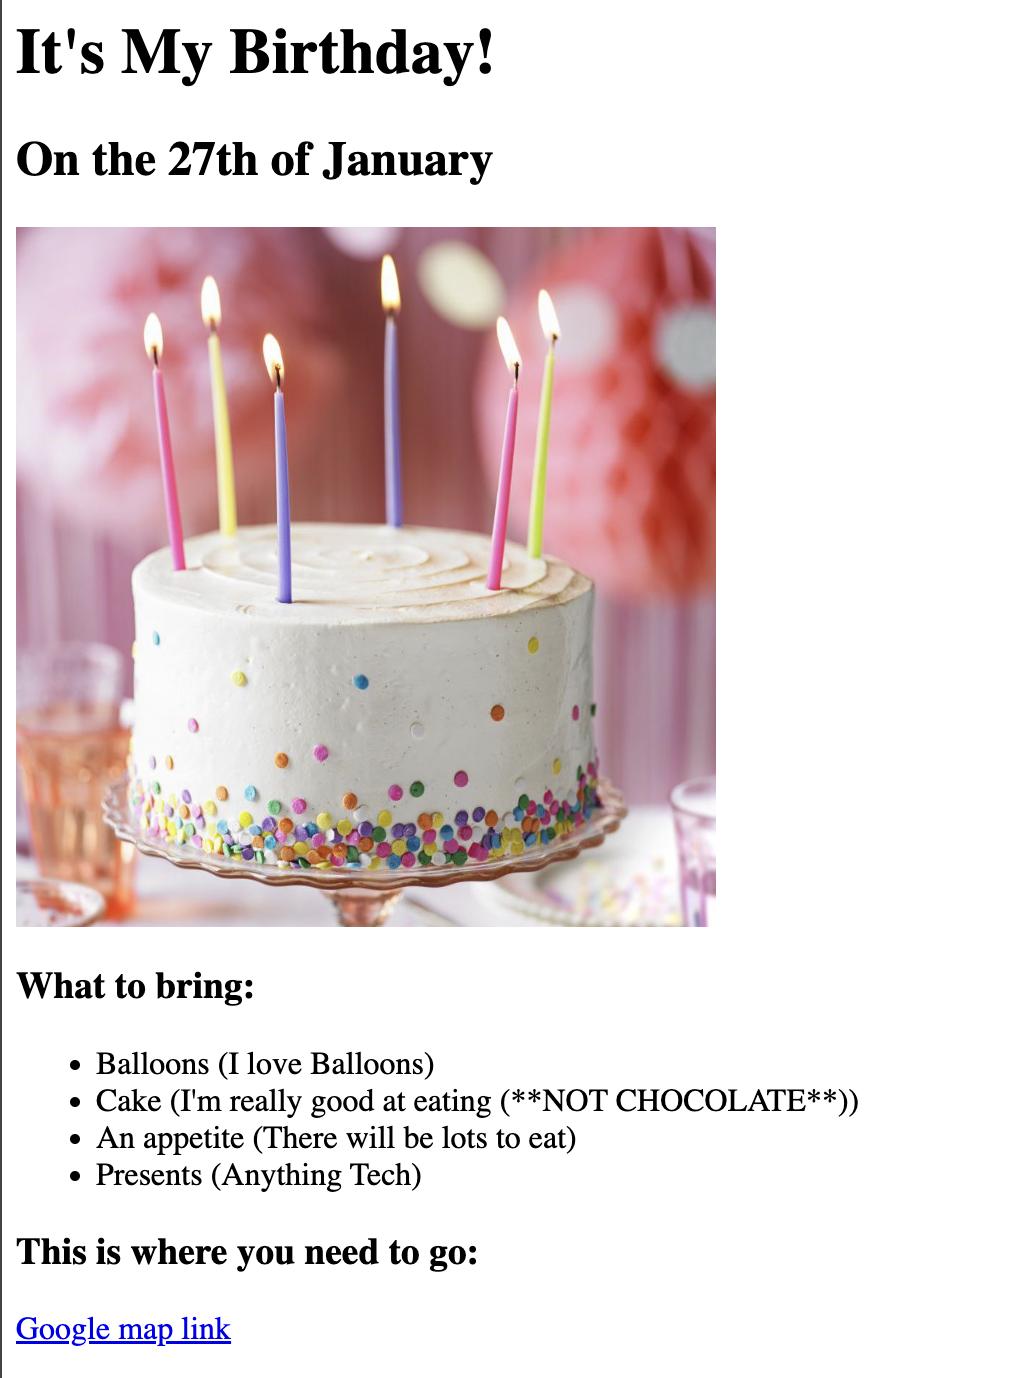 It's My Birthday!
On the 27th of January
What to bring:
Balloons (I love Balloons)
Cake (I'm really good at eating (**NOT CHOCOLATE**))
An appetite (There will be lots to eat)
Presents (Anything Tech)
This is where you need to go:
Google map link